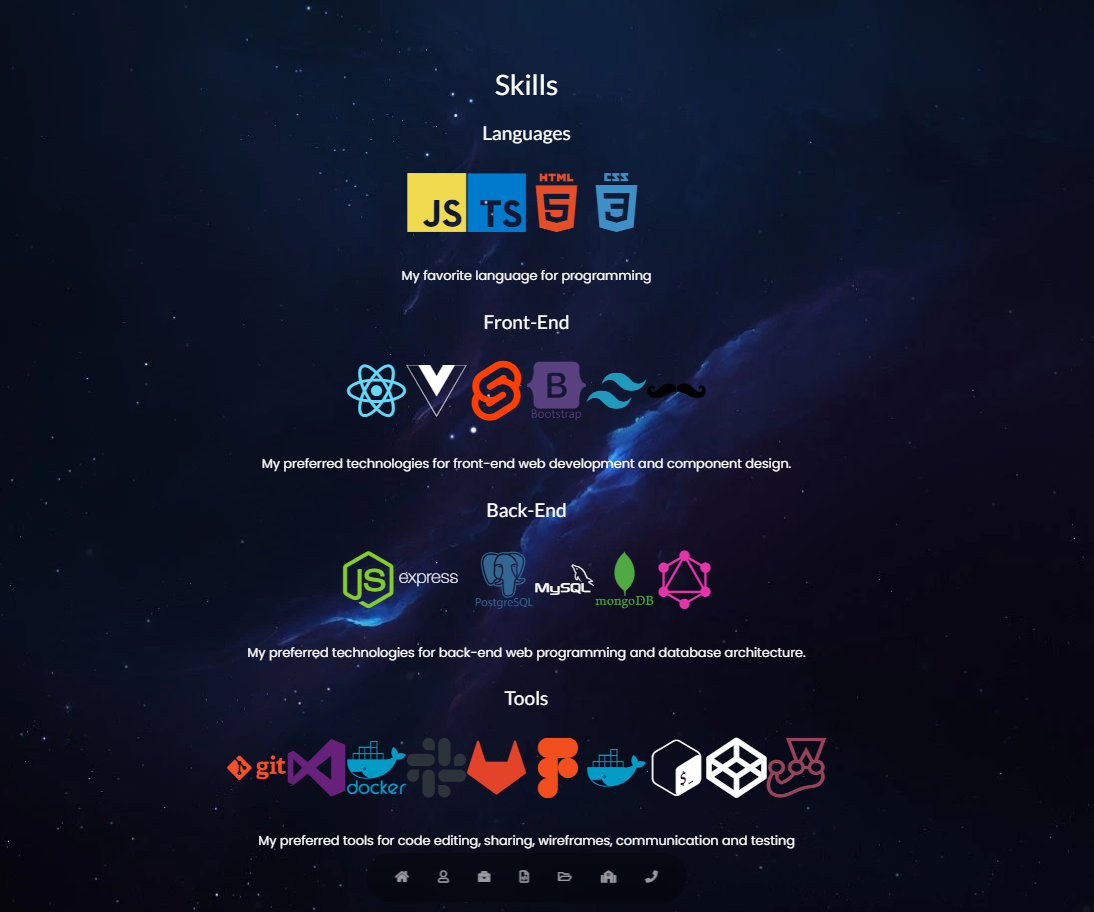 Skills
Languages
JS TS HTML 5 CSS 3
My favorite language for programming
Front-End
B
Bootstrap
My preferred technologies for front-end web development and component design.
Back-End
JS express PostgreSQL MySQL mongoDB
My preferred technologies for back-end web programming and database architecture.
Tools
git docker $_
My preferred tools for code editing, sharing, wireframes, communication and testing